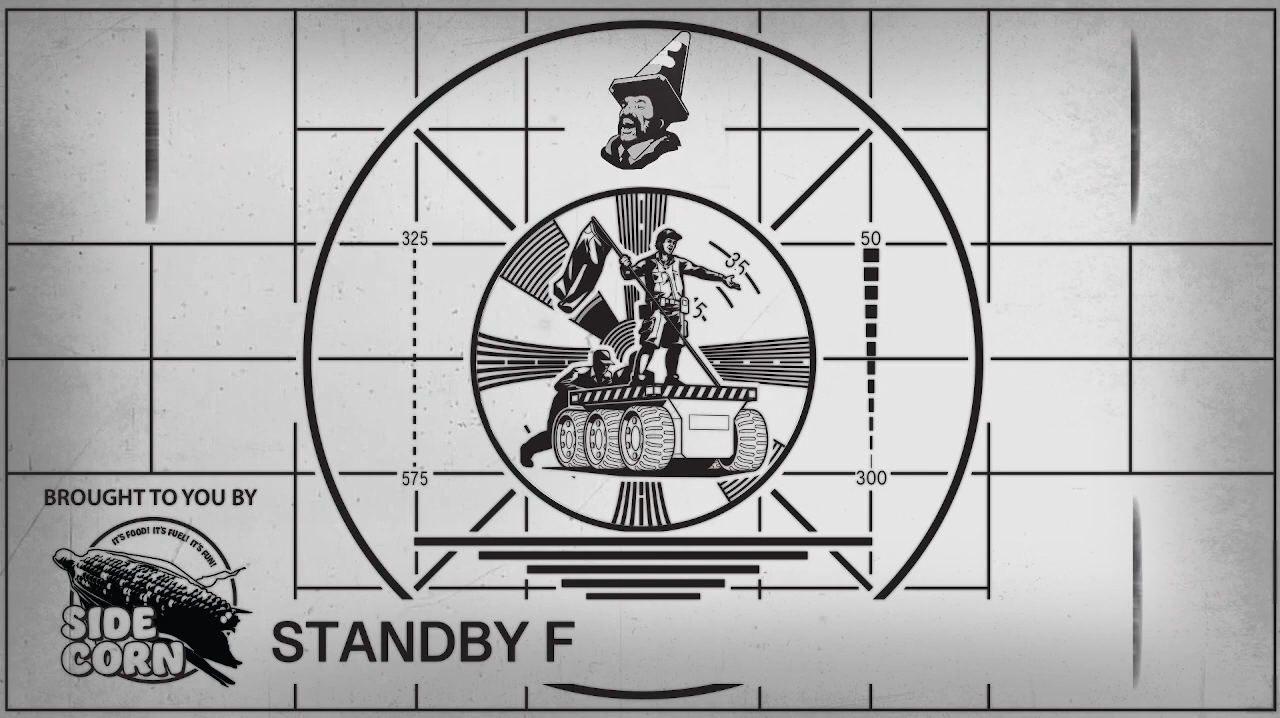 35
325
50
5
575
300
BROUGHT TO YOU BY
IT'S FOOD! IT'S FUEL! IT'S FUN!
SIDE
CORN
STANDBY F